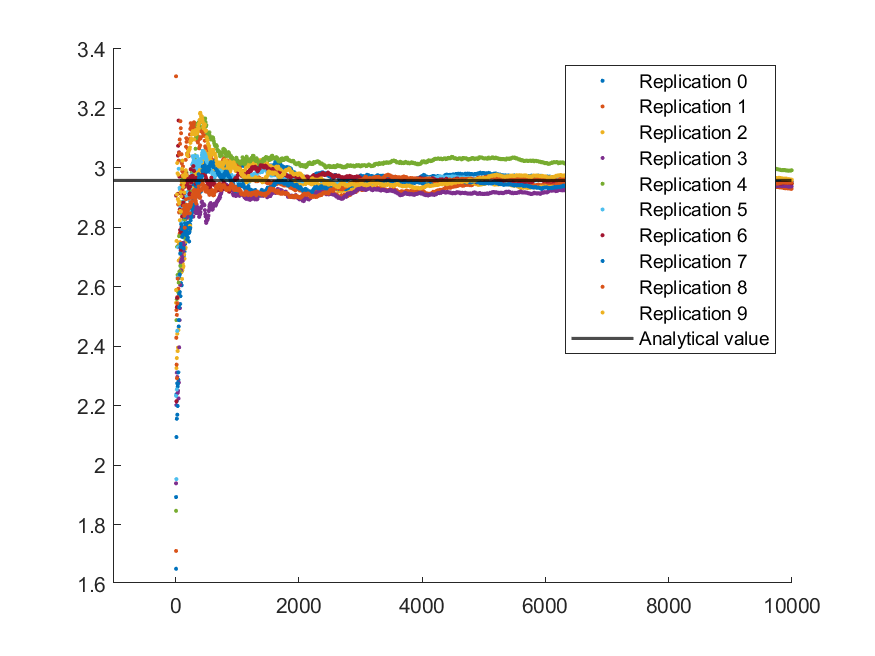 3.4
3.2
3
2.8
2.6
2.4
2.2
2
1.8
1.6
0
2000
4000
6000
8000
10000
Replication 0
Replication 1
Replication 2
Replication 3
Replication 4
Replication 5
Replication 6
Replication 7
Replication 8
Replication 9
Analytical value